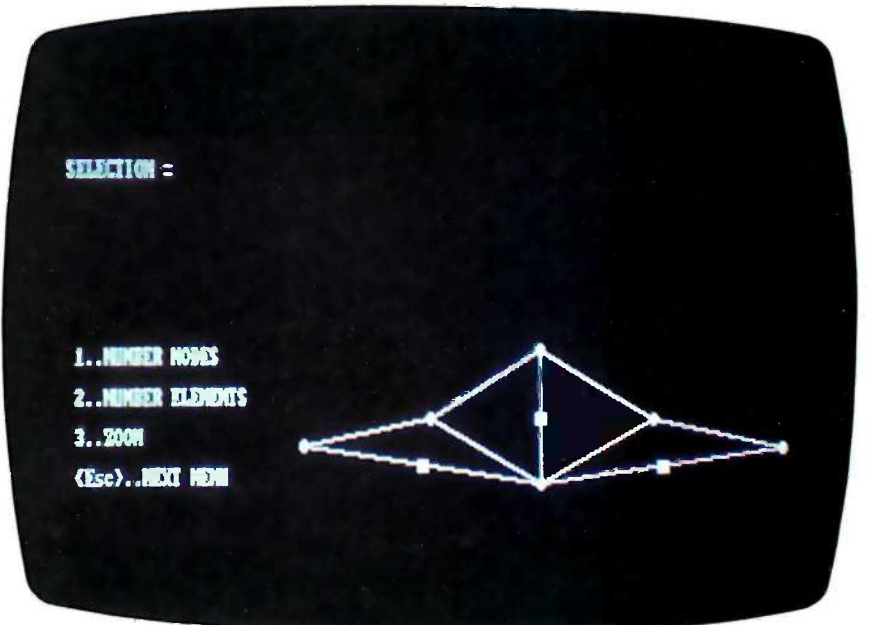 SELECTION =
1..NUMBER NODES
2..NUMBER ELEMENTS
3..ZOOM
<Esc>..NEXT MENU